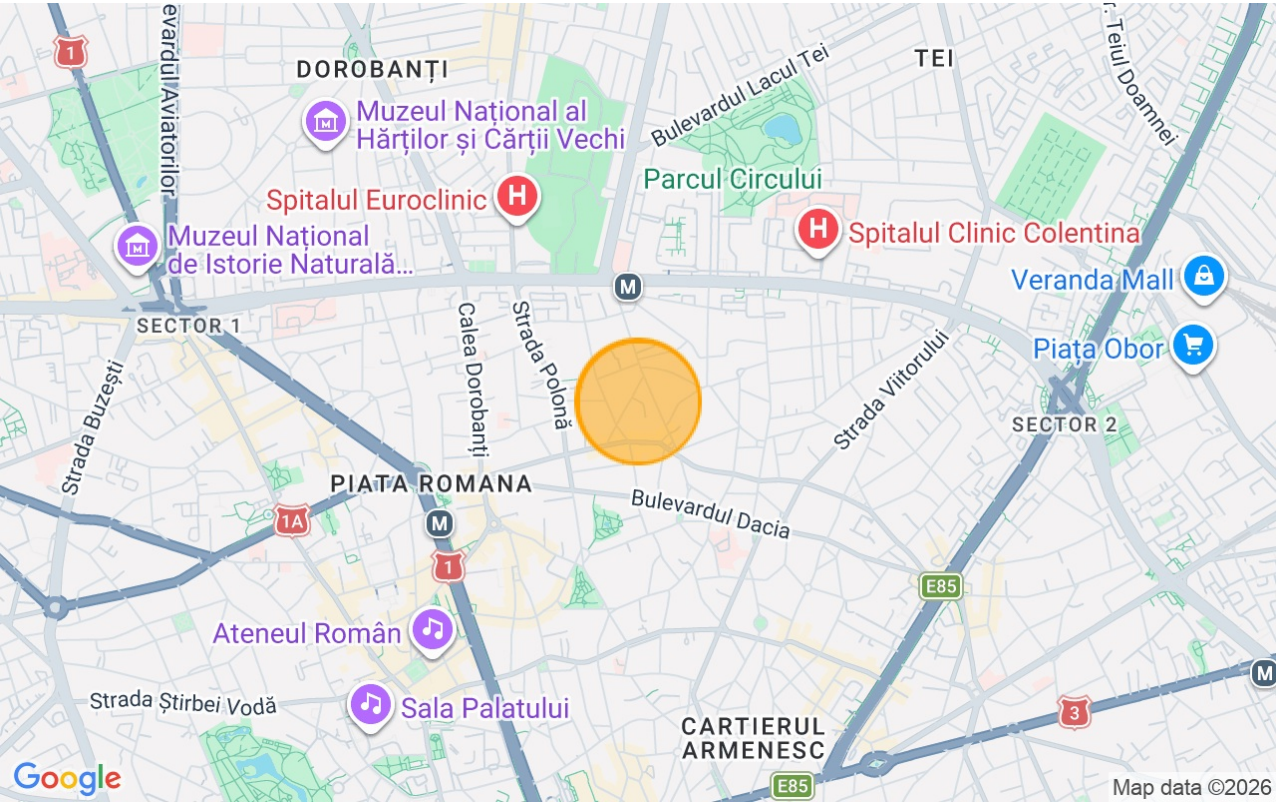 1
evardul Aviatorilor
DOROBANȚI
Bulevardul Lacul Tei
TEI
r. Teiul Doamnei
Muzeul Național al
Hărților și Cărții Vechi
Parcul Circului
Spitalul Euroclinic
H
H
Spitalul Clinic Colentina
Muzeul Național
de Istorie Naturală...
Veranda Mall
M
SECTOR 1
Calea Dorobanți
Strada Polonă
Strada Viitorului
Piața Obor
Strada Buzești
SECTOR 2
PIATA ROMANA
Bulevardul Dacia
1A
M
1
E85
Ateneul Român
Strada Știrbei Vodă
Sala Palatului
M
3
CARTIERUL
ARMENESC
Google
E85
Map data ©2026